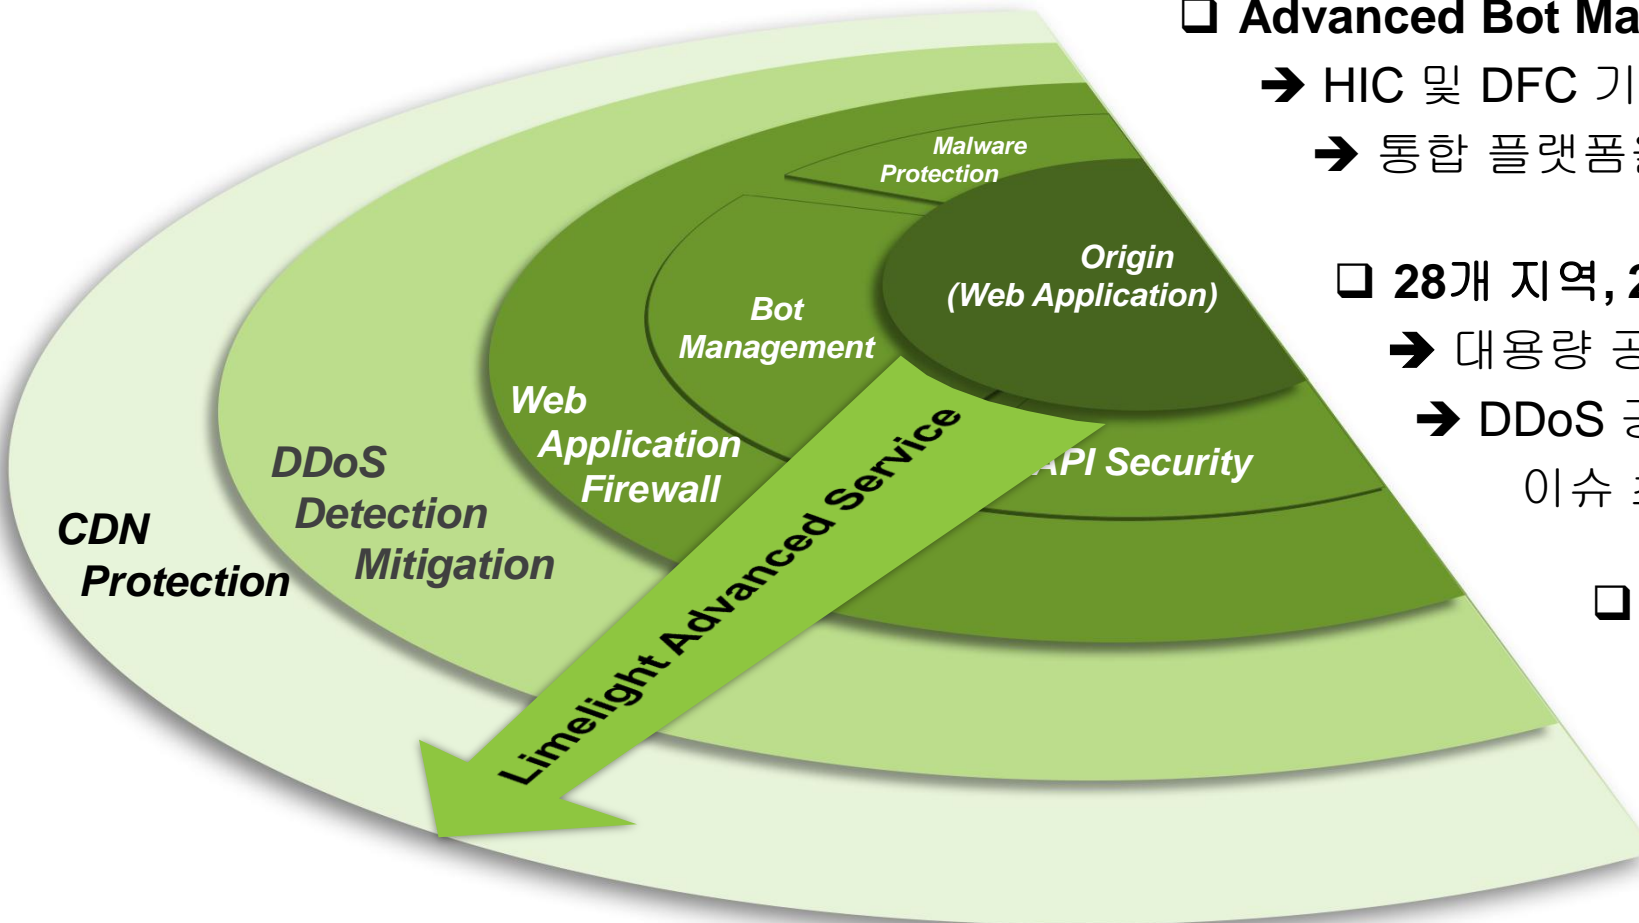 Advanced Bot Ma
➔ HIC 및 DFC 기
➔ 통합 플랫폼
Malware
Protection
Origin
(Web Application)
28개 지역, 2
Bot
Management
➔ 대용량 공
Web
Application
Firewall
➔ DDoS
이슈
API Security
DDoS
Detection
Mitigation
CDN
Protection
Limelight Advanced Service